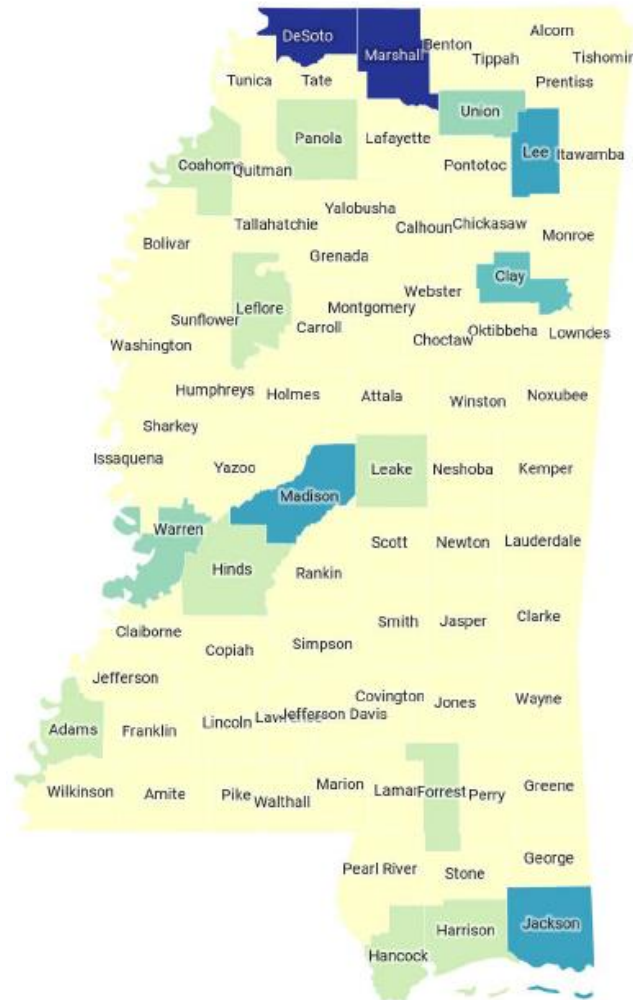 DeSoto
Marshall
Benton
Alcorn
Tippah
Tishomin
Prentiss
Tunica
Tate
Union
Panola
Lafayette
Lee
Itawamba
Coahoma
Quitman
Pontotoc
Yalobusha
Tallahatchie
Calhoun
Chickasaw
Monroe
Bolivar
Grenada
Clay
Webster
Leflore
Montgomery
Sunflower
Carroll
Oktibbeha
Lowndes
Choctaw
Washington
Humphreys
Holmes
Attala
Winston
Noxubee
Sharkey
Issaquena
Yazoo
Leake
Neshoba
Kemper
Madison
Warren
Scott
Newton
Lauderdale
Hinds
Rankin
Claiborne
Copiah
Simpson
Smith
Jasper
Clarke
Jefferson
Covington
Jones
Wayne
Adams
Franklin
Lincoln
Lawrence
Jefferson Davis
Wilkinson
Amite
Pike
Walthall
Marion
Lamar
Forrest
Perry
Greene
Pearl River
Stone
George
Hancock
Harrison
Jackson